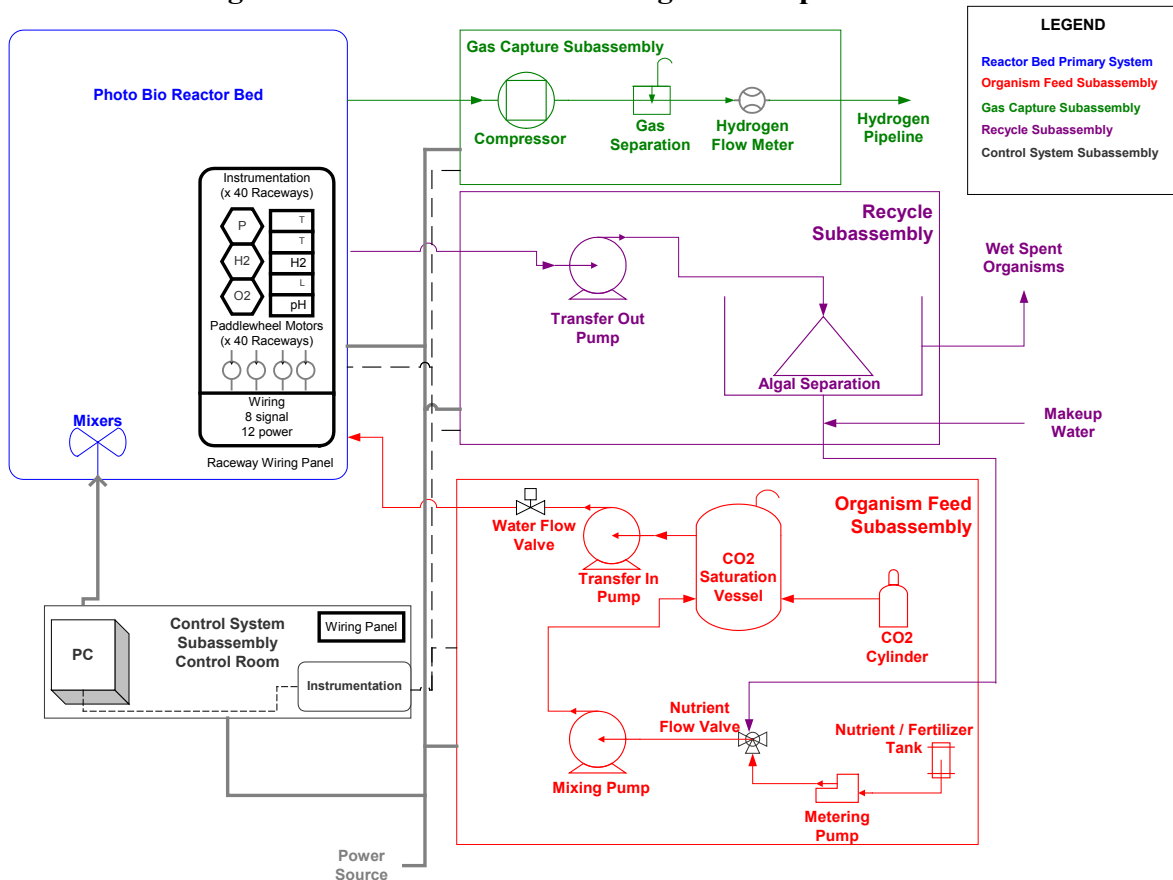 Photo Bio Reactor Bed
Instrumentation
(x 40 Raceways)
P
H2
O2
T
T
H2
L
pH
Paddlewheel Motors
(x 40 Raceways)
Wiring
8 signal
12 power
Raceway Wiring Panel
Mixers
Gas Capture Subassembly
Compressor
Gas
Separation
Hydrogen
Flow Meter
Hydrogen
Pipeline
LEGEND
Reactor Bed Primary System
Organism Feed Subassembly
Gas Capture Subassembly
Recycle Subassembly
Control System Subassembly
Recycle
Subassembly
Transfer Out
Pump
Algal Separation
Wet Spent
Organisms
Makeup
Water
Organism Feed
Subassembly
Water Flow
Valve
Transfer In
Pump
CO2
Saturation
Vessel
CO2
Cylinder
Nutrient
Flow Valve
Nutrient / Fertilizer
Tank
Mixing Pump
Metering
Pump
Control System
Subassembly
Control Room
Wiring Panel
PC
Instrumentation
Power
Source